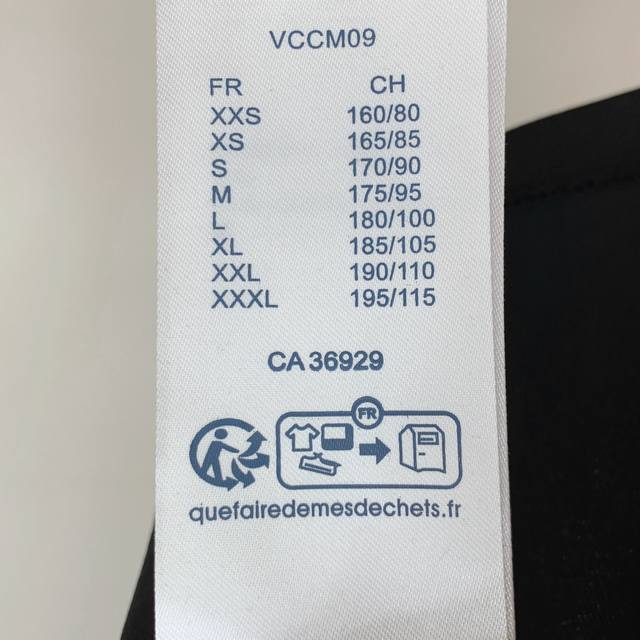 VCCM09
FR CH
XXS 160/80
XS 165/85
S 170/90
M 175/95
L 180/100
XL 185/105
XXL 190/110
XXXL 195/115
CA 36929
FR
quefairedemesdechets.fr